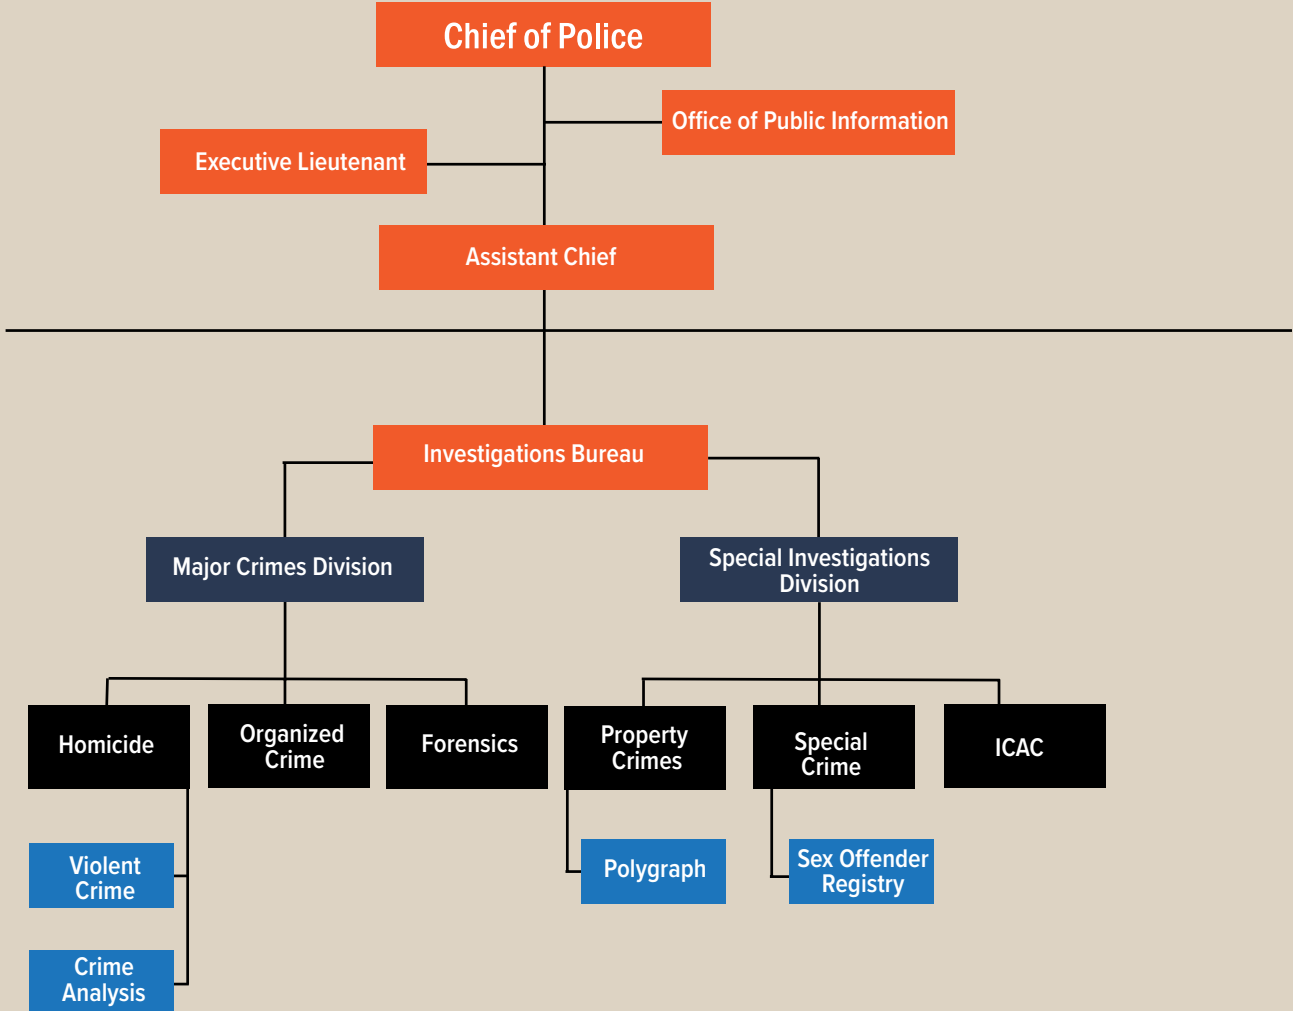 Chief of Police
Office of Public Information
Executive Lieutenant
Assistant Chief
Investigations Bureau
Major Crimes Division
Special Investigations
Division
Homicide
Organized
Crime
Forensics
Property
Crimes
Special
Crime
ICAC
Violent
Crime
Polygraph
Sex Offender
Registry
Crime
Analysis